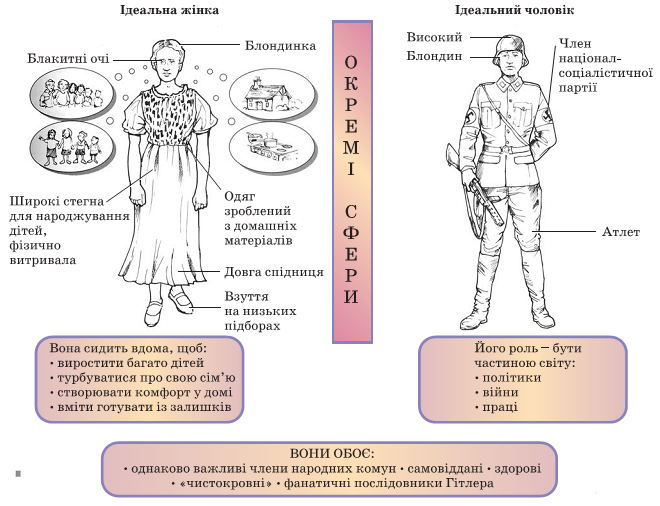 Ідеальна жінка
Блакитні очі
Блондинка
Широкі стегна
для народжування
дітей,
фізично
витривала
Одяг
зроблений
з домашніх
матеріалів
Довга спідниця
Взуття
на низьких
підборах
Вона сидить вдома, щоб:
• виростити багато дітей
• турбуватися про свою сім’ю
• створювати комфорт у домі
• вміти готувати із залишків
ОКРЕМІ СФЕРИ
Ідеальний чоловік
Високий
Блондин
Член
націонал-
соціалістичної
партії
Атлет
Його роль – бути
частиною світу:
• політики
• війни
• праці
ВОНИ ОБОЄ:
• однаково важливі члени народних комун • самовіддані • здорові
• «чистокровні» • фанатичні послідовники Гітлера